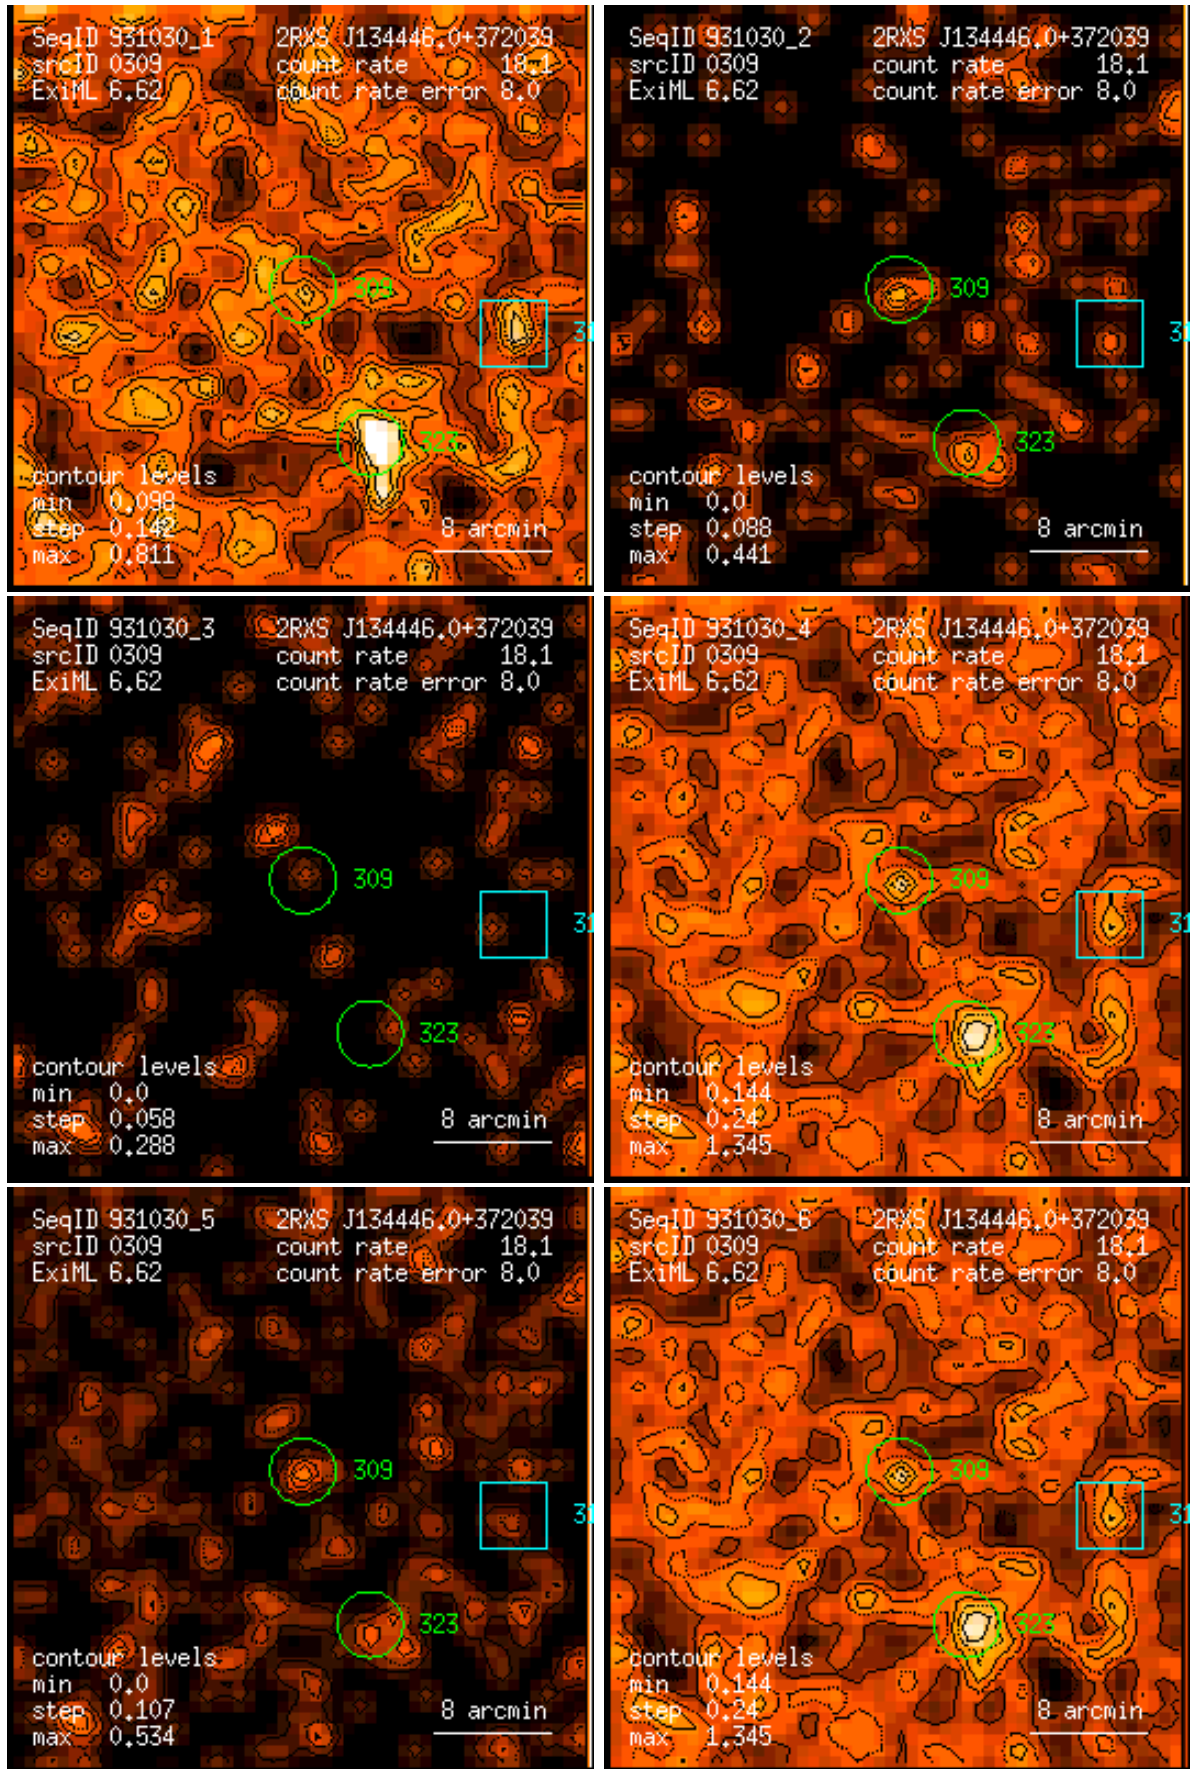 SeqID 931030_1 2RXS J134446.0+372039
srcID 0309 count rate 18.1
ExiML 6.62 count rate error 8.0
309
31
323
contour levels
min 0.098
step 0.142 8 arcmin
max 0.811
SeqID 931030_2 2RXS J134446.0+372039
srcID 0309 count rate 18.1
ExiML 6.62 count rate error 8.0
309
31
323
contour levels
min 0.0
step 0.088 8 arcmin
max 0.441
SeqID 931030_3 2RXS J134446.0+372039
srcID 0309 count rate 18.1
ExiML 6.62 count rate error 8.0
309
31
323
contour levels
min 0.0
step 0.058 8 arcmin
max 0.288
SeqID 931030_4 2RXS J134446.0+372039
srcID 0309 count rate 18.1
ExiML 6.62 count rate error 8.0
309
31
323
contour levels
min 0.144
step 0.24 8 arcmin
max 1.345
SeqID 931030_5 2RXS J134446.0+372039
srcID 0309 count rate 18.1
ExiML 6.62 count rate error 8.0
309
31
323
contour levels
min 0.0
step 0.107 8 arcmin
max 0.534
SeqID 931030_6 2RXS J134446.0+372039
srcID 0309 count rate 18.1
ExiML 6.62 count rate error 8.0
309
31
323
contour levels
min 0.144
step 0.24 8 arcmin
max 1.345